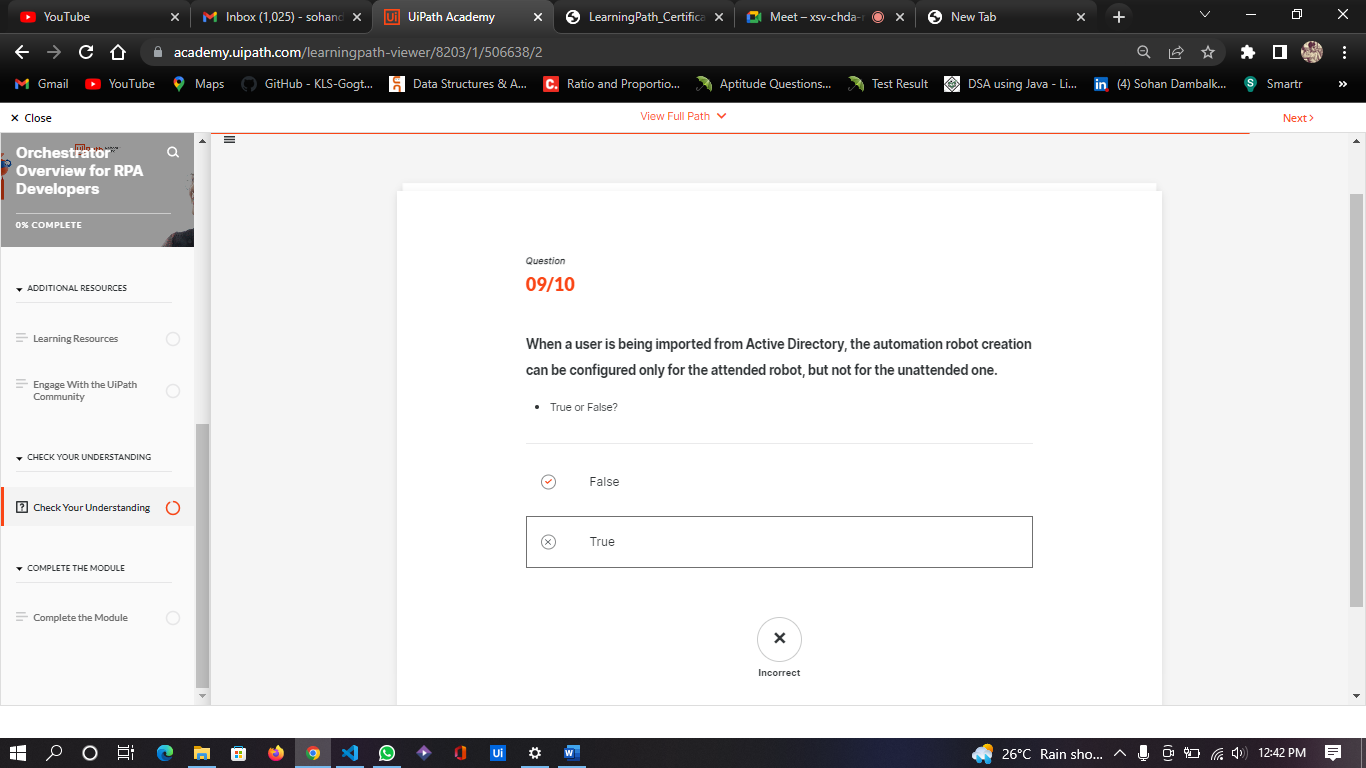 YouTube
Inbox (1,025) - sohand
UiPath Academy
LearningPath_Certifica
Meet – xsv-chda-r
New Tab
academy.uipath.com/learningpath-viewer/8203/1/506638/2
Gmail
YouTube
Maps
GitHub - KLS-Gogt...
Data Structures & A...
Ratio and Proportio...
Aptitude Questions...
Test Result
DSA using Java - Li...
(4) Sohan Dambalk...
Smartr
»
Close
View Full Path
Next
Orchestrator
Overview for RPA
Developers
0% COMPLETE
ADDITIONAL RESOURCES
Learning Resources
Engage With the UiPath
Community
CHECK YOUR UNDERSTANDING
Check Your Understanding
COMPLETE THE MODULE
Complete the Module
Question
09/10
When a user is being imported from Active Directory, the automation robot creation
can be configured only for the attended robot, but not for the unattended one.
• True or False?
False
True
Incorrect
26°C Rain sho...
12:42 PM